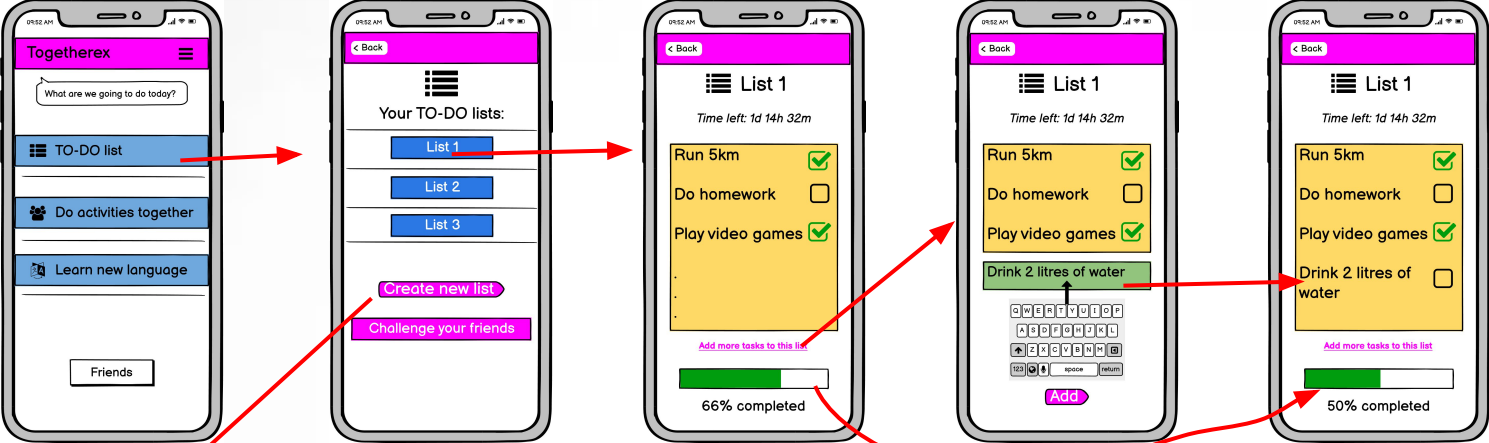 09:52 AM
Togetherex
What are we going to do today?
TO-DO list
Do activities together
Learn new language
Friends
09:52 AM
< Back
Your TO-DO lists:
List 1
List 2
List 3
Create new list
Challenge your friends
09:52 AM
< Back
List 1
Time left: 1d 14h 32m
Run 5km
Do homework
Play video games
.
.
.
Add more tasks to this list
66% completed
09:52 AM
< Back
List 1
Time left: 1d 14h 32m
Run 5km
Do homework
Play video games
Drink 2 litres of water
Q W E R T Y U I O P
A S D F G H J K L
Z X C V B N M
123 space return
Add
09:52 AM
< Back
List 1
Time left: 1d 14h 32m
Run 5km
Do homework
Play video games
Drink 2 litres of
water
Add more tasks to this list
50% completed